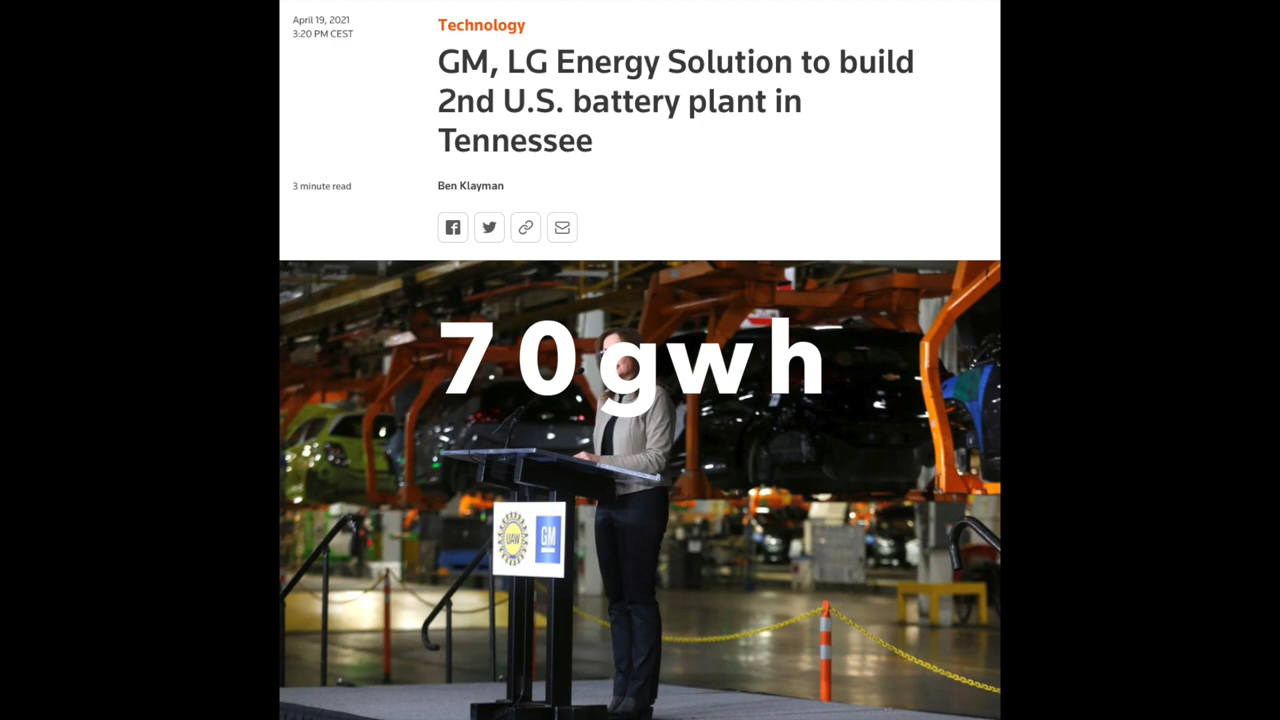 April 19, 2021
3:20 PM CEST
Technology
GM, LG Energy Solution to build
2nd U.S. battery plant in
Tennessee
3 minute read
Ben Klayman
70gwh
UAW
GM